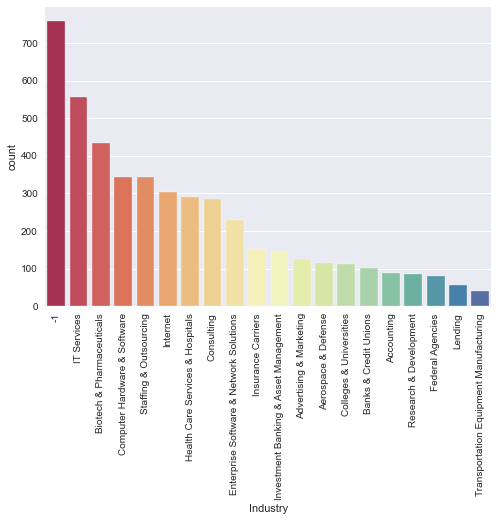 700
600
500
400
300
200
100
0
count
-1
IT Services
Biotech & Pharmaceuticals
Computer Hardware & Software
Staffing & Outsourcing
Internet
Health Care Services & Hospitals
Consulting
Enterprise Software & Network Solutions
Insurance Carriers
Investment Banking & Asset Management
Advertising & Marketing
Aerospace & Defense
Colleges & Universities
Banks & Credit Unions
Accounting
Research & Development
Federal Agencies
Lending
Transportation Equipment Manufacturing
Industry